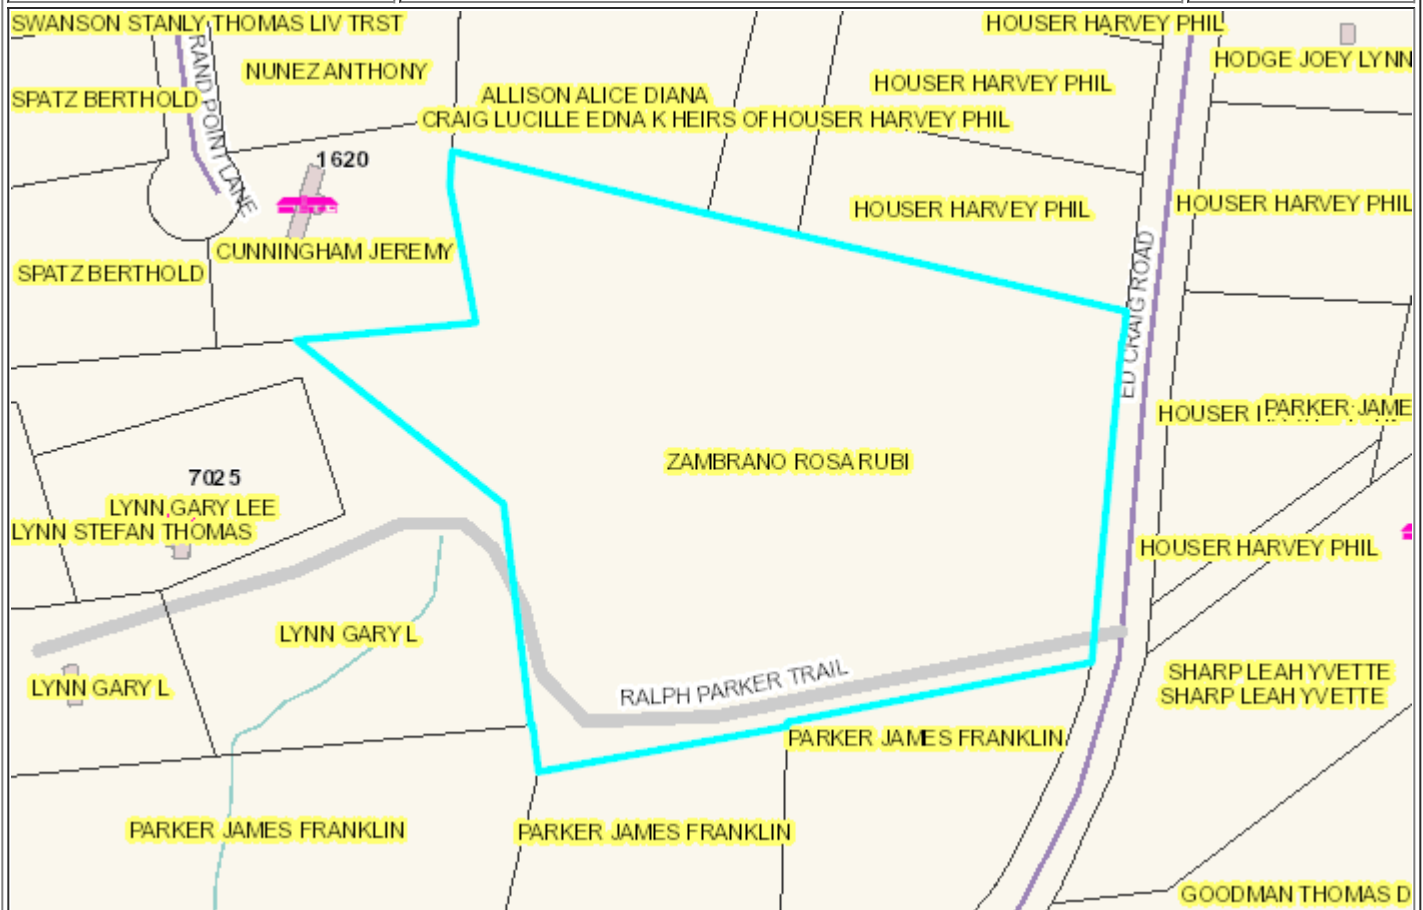 SWANSON STANLY THOMAS LIV TRST
HOUSER HARVEY PHIL
HODGE JOEY LYNN
NUNEZ ANTHONY
HOUSER HARVEY PHIL
SPATZ BERTHOLD
ALLISON ALICE DIANA
CRAIG LUCILLE EDNA K HEIRS OF HOUSER HARVEY PHIL
RAND POINT LANE
1620
HOUSER HARVEY PHIL
HOUSER HARVEY PHIL
CUNNINGHAM JEREMY
SPATZ BERTHOLD
ED CRAIG ROAD
HOUSER
PARKER JAME
ZAMBRANO ROSA RUBI
7025
LYNN GARY LEE
LYNN STEFAN THOMAS
HOUSER HARVEY PHIL
LYNN GARY L
LYNN GARY L
RALPH PARKER TRAIL
SHARP LEAH YVETTE
SHARP LEAH YVETTE
PARKER JAMES FRANKLIN
PARKER JAMES FRANKLIN
PARKER JAMES FRANKLIN
GOODMAN THOMAS D